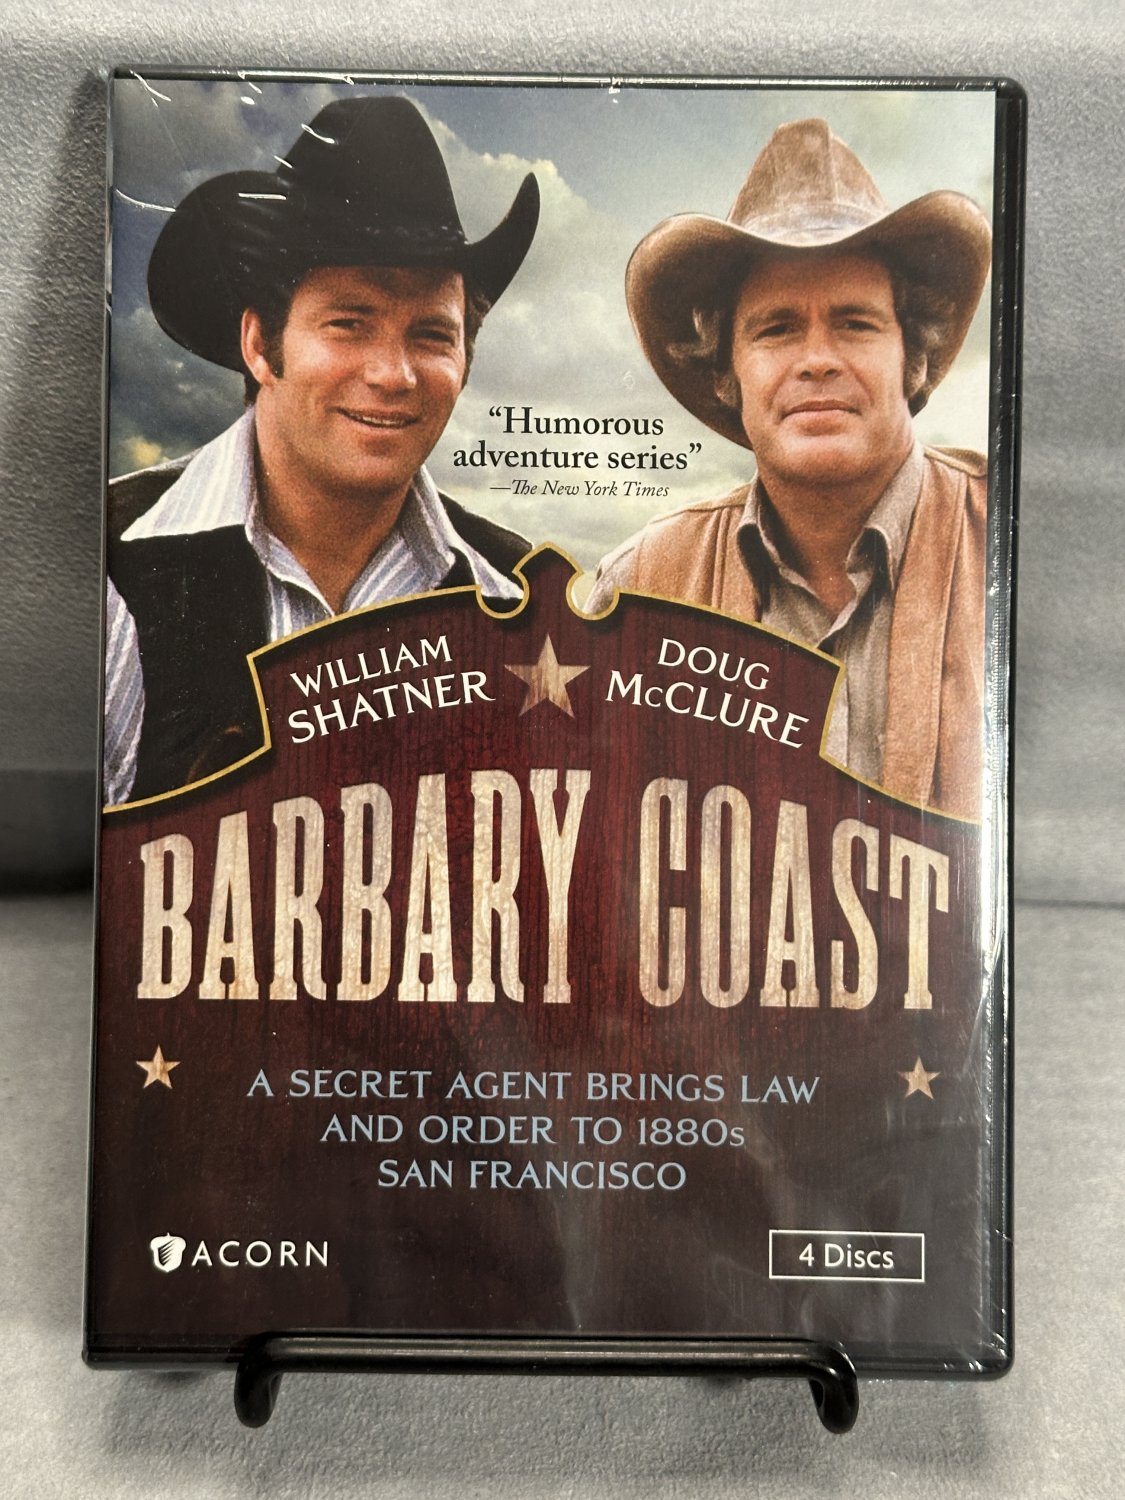 “Humorous
adventure series”
—The New York Times
WILLIAM
SHATNER
DOUG
McCLURE
BARBARY COAST
A SECRET AGENT BRINGS LAW
AND ORDER TO 1880s
SAN FRANCISCO
ACORN
4 Discs